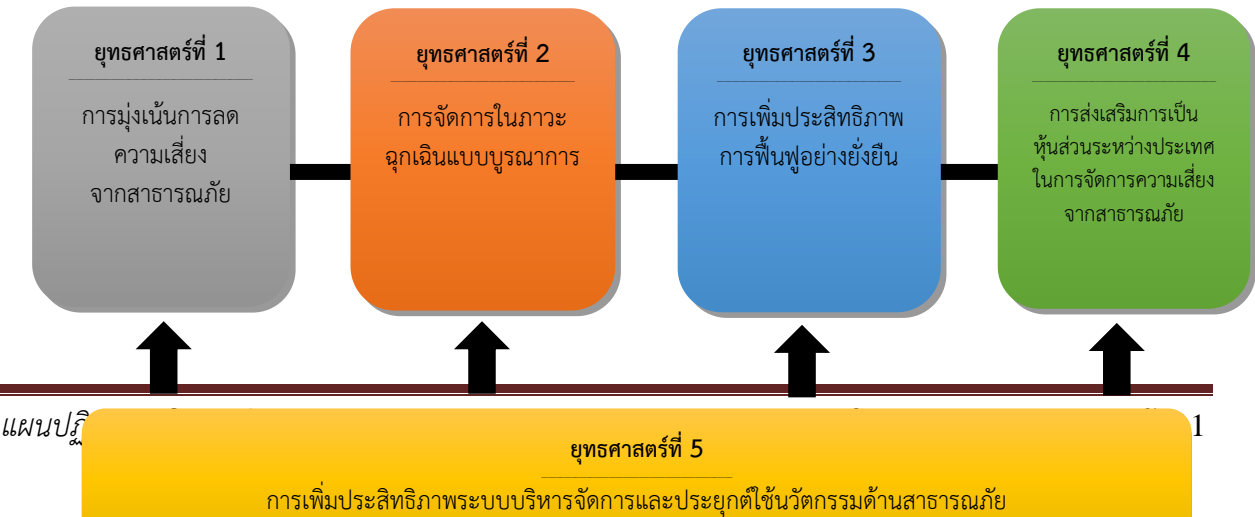 ยุทธศาสตร์ที่ 1
การมุ่งเน้นการลด
ความเสี่ยง
จากสาธารณภัย
ยุทธศาสตร์ที่ 2
การจัดการในภาวะ
ฉุกเฉินแบบบูรณาการ
ยุทธศาสตร์ที่ 3
การเพิ่มประสิทธิภาพ
การฟื้นฟูอย่างยั่งยืน
ยุทธศาสตร์ที่ 4
การส่งเสริมการเป็น
หุ้นส่วนระหว่างประเทศ
ในการจัดการความเสี่ยง
จากสาธารณภัย
1
ยุทธศาสตร์ที่ 5
การเพิ่มประสิทธิภาพระบบบริหารจัดการและประยุกต์ใช้นวัตกรรมด้านสาธารณภัย